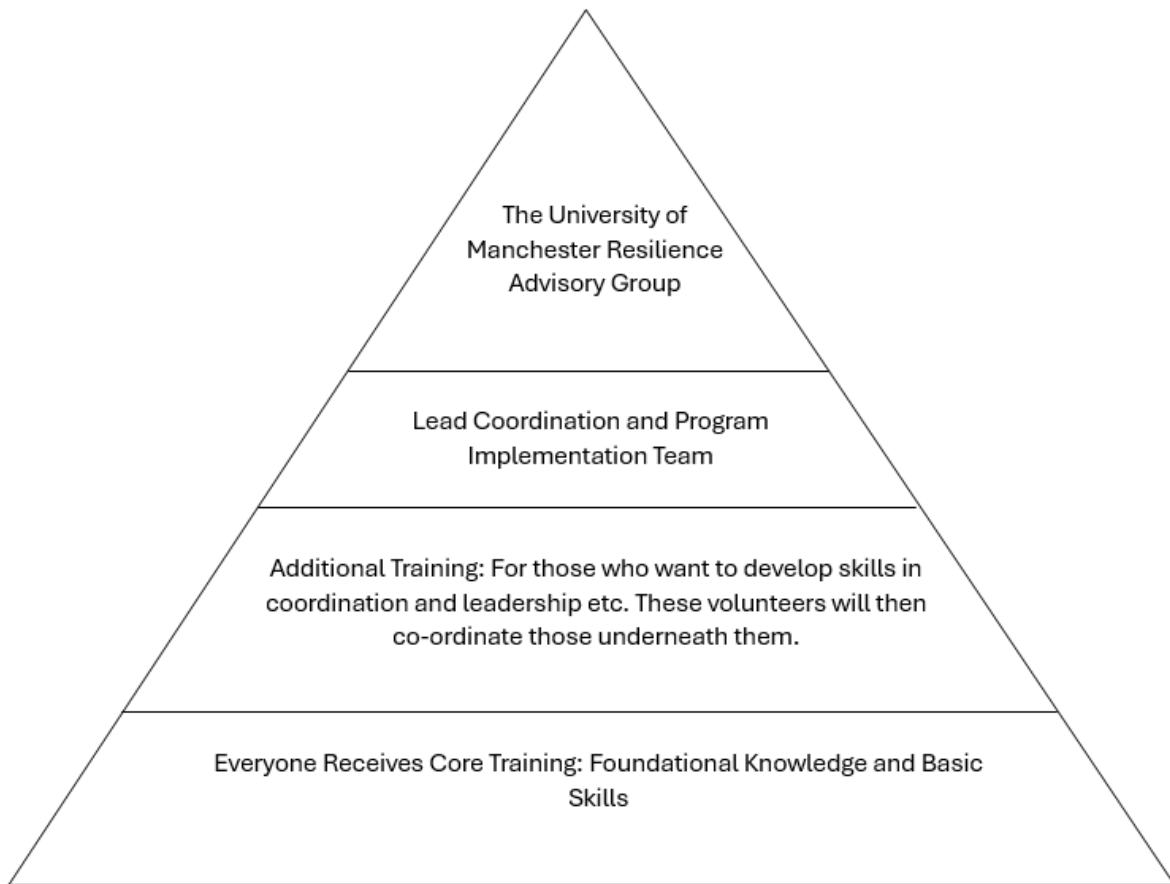 The University of
Manchester Resilience
Advisory Group
Lead Coordination and Program
Implementation Team
Additional Training: For those who want to develop skills in
coordination and leadership etc. These volunteers will then
co-ordinate those underneath them.
Everyone Receives Core Training: Foundational Knowledge and Basic
Skills